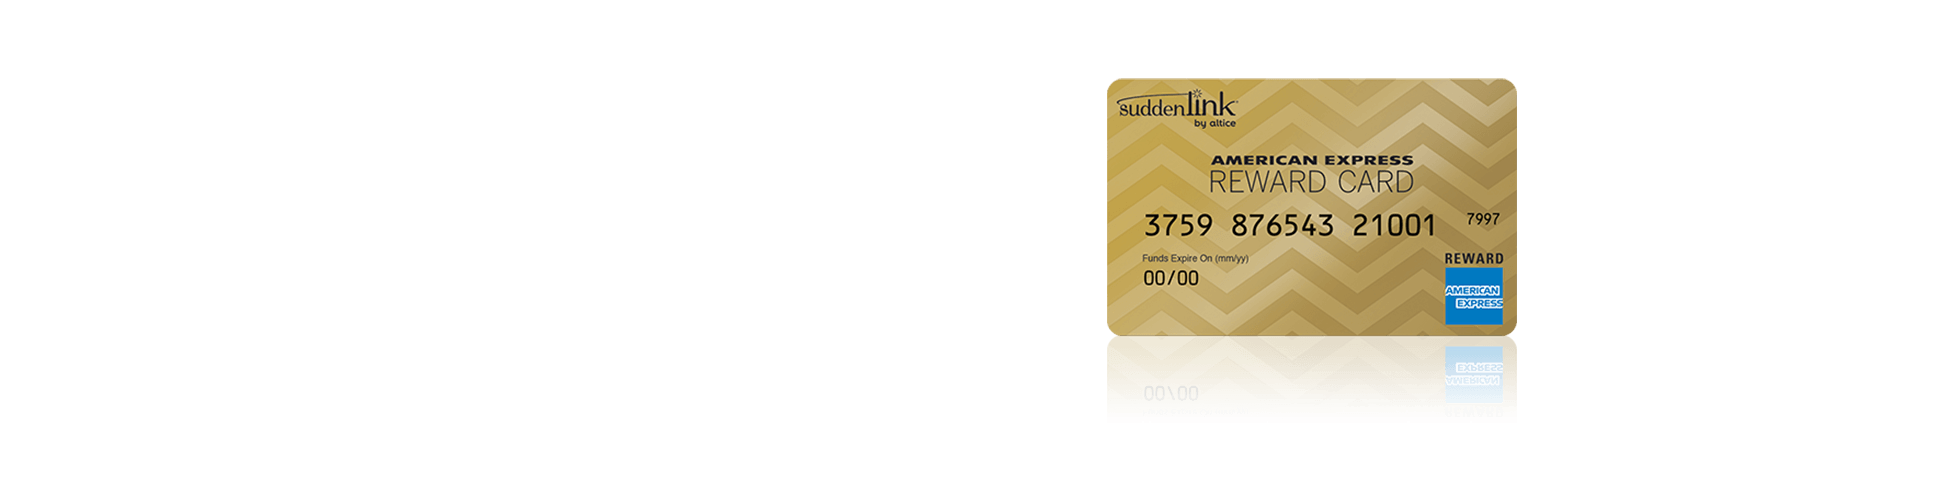 suddenlink
by altice
AMERICAN EXPRESS
REWARD CARD
3759 876543 21001 7997
Funds Expire On (mm/yy)
00/00
REWARD
AMERICAN
EXPRESS